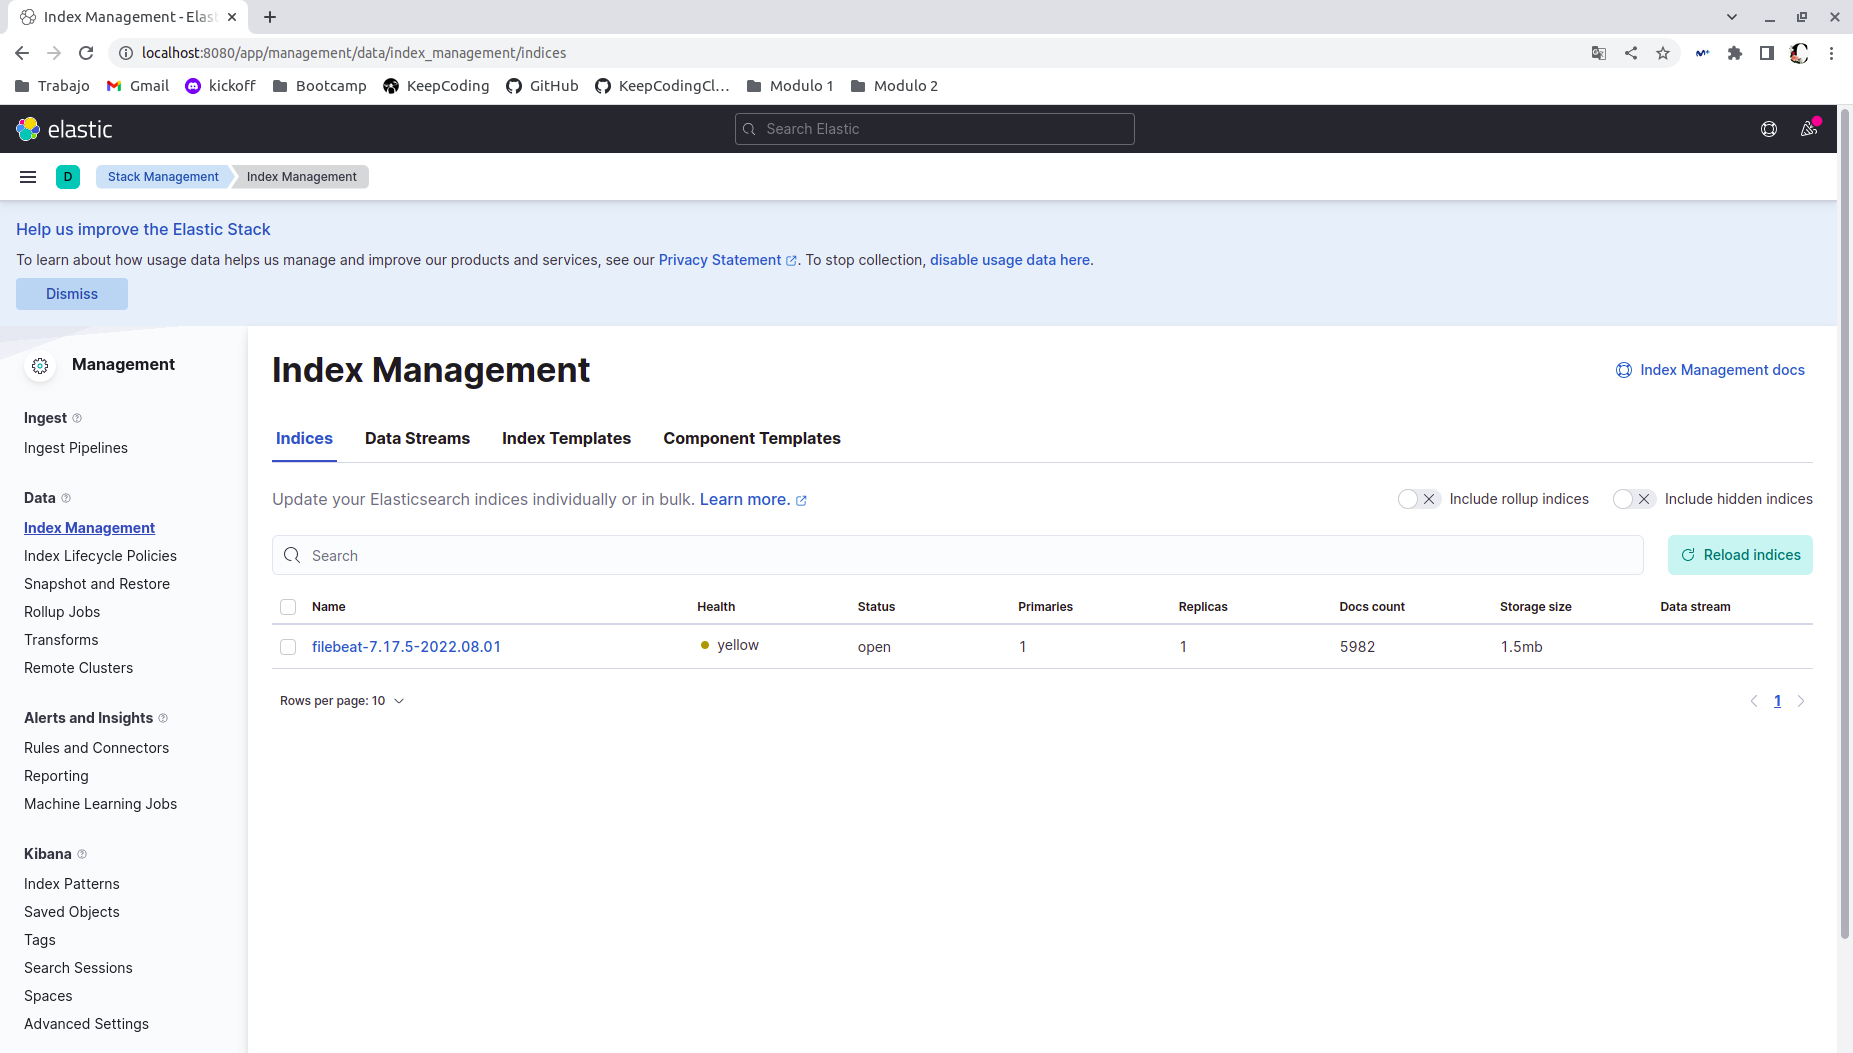 Index Management - Elast
localhost:8080/app/management/data/index_management/indices
Trabajo Gmail kickoff Bootcamp KeepCoding GitHub KeepCodingCl... Modulo 1 Modulo 2
elastic Search Elastic
D Stack Management Index Management
Help us improve the Elastic Stack
To learn about how usage data helps us manage and improve our products and services, see our Privacy Statement. To stop collection, disable usage data here.
Dismiss
Management
Ingest
Ingest Pipelines
Data
Index Management
Index Lifecycle Policies
Snapshot and Restore
Rollup Jobs
Transforms
Remote Clusters
Alerts and Insights
Rules and Connectors
Reporting
Machine Learning Jobs
Kibana
Index Patterns
Saved Objects
Tags
Search Sessions
Spaces
Advanced Settings
Index Management
Index Management docs
Indices Data Streams Index Templates Component Templates
Update your Elasticsearch indices individually or in bulk. Learn more. Include rollup indices Include hidden indices
Search Reload indices
Name Health Status Primaries Replicas Docs count Storage size Data stream
filebeat-7.17.5-2022.08.01 yellow open 1 1 5982 1.5mb
Rows per page: 10 1